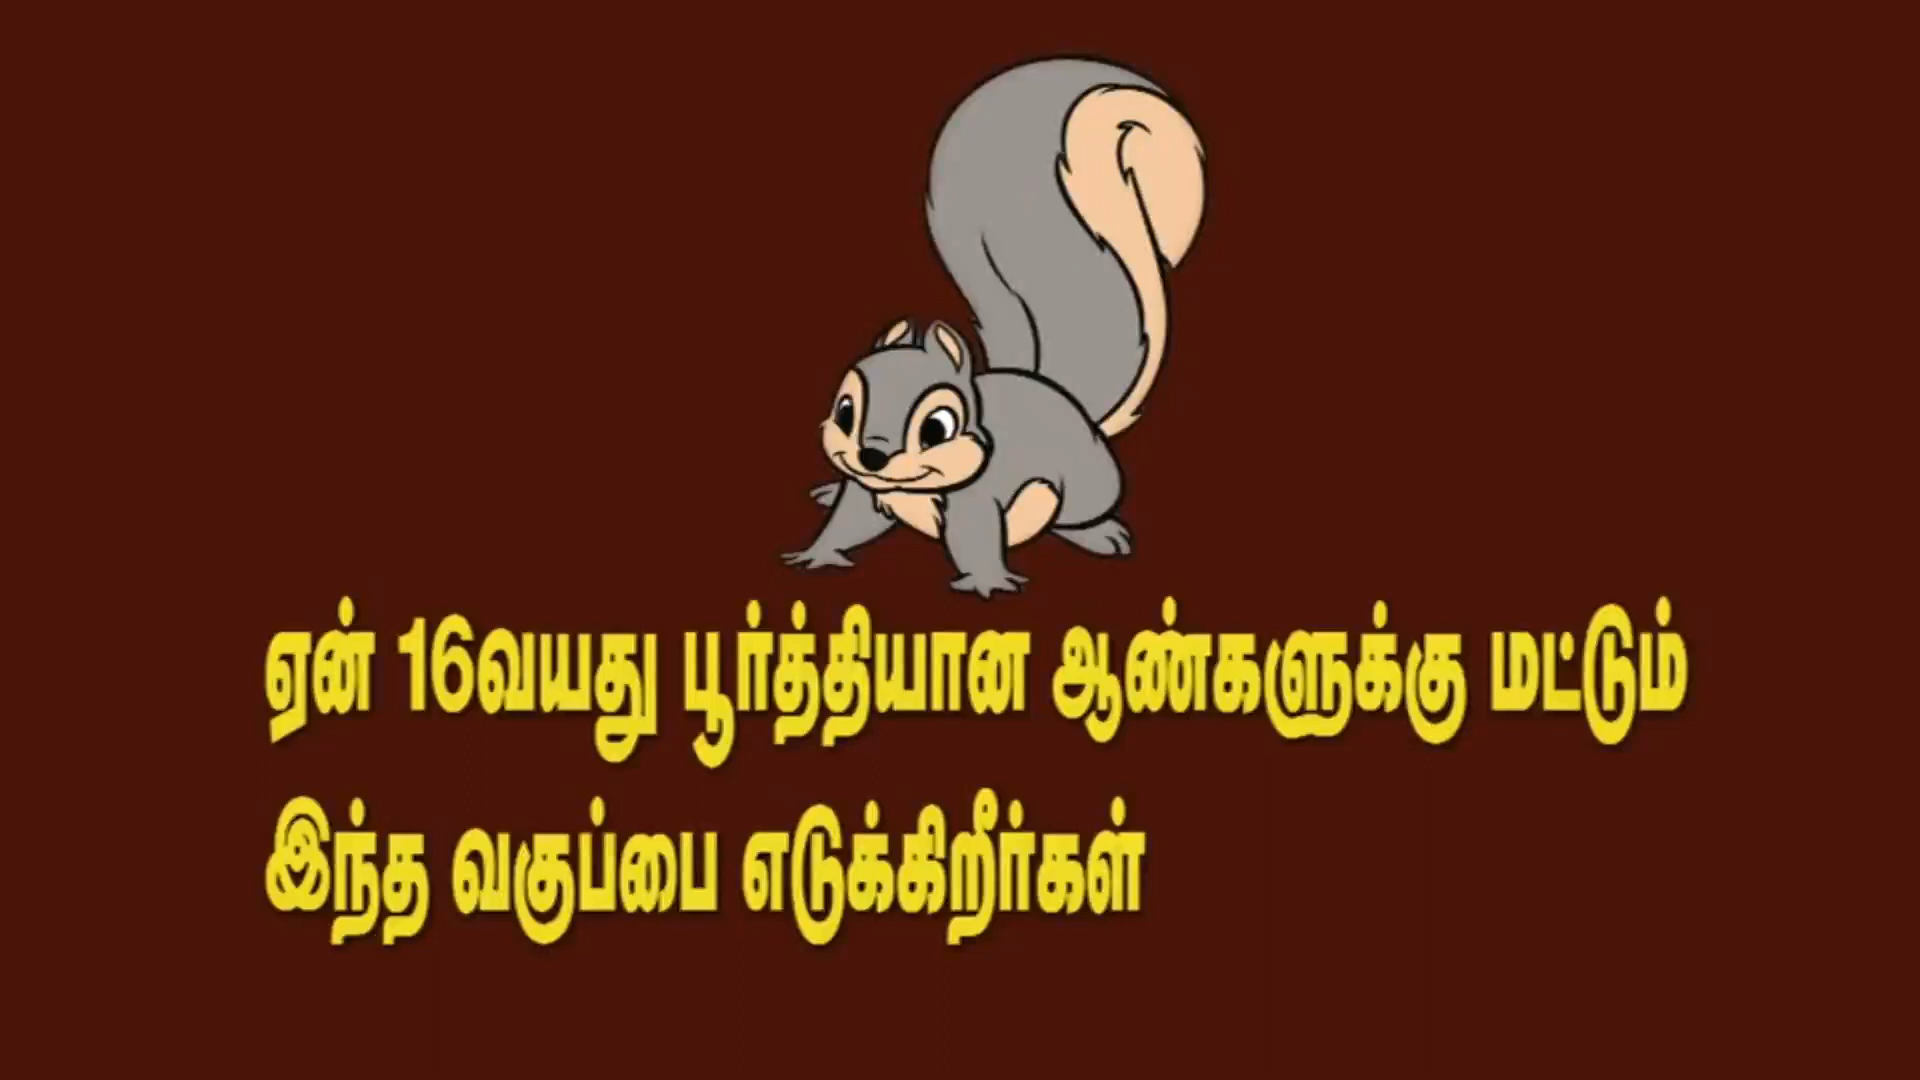 ஏன் 16வயது பூர்த்தியான ஆண்களுக்கு மட்டும்
இந்த வகுப்பை எடுக்கிறீர்கள்